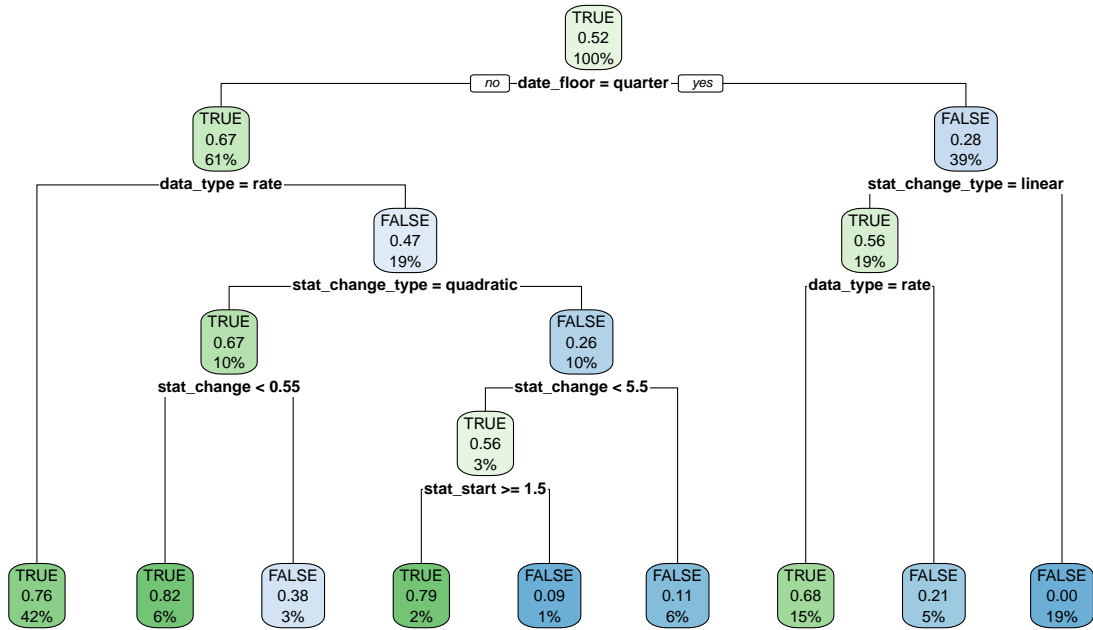 TRUE
0.52
100%
no date_floor = quarter yes
TRUE
0.67
61%
FALSE
0.28
39%
data_type = rate
stat_change_type = linear
FALSE
0.47
19%
TRUE
0.56
19%
stat_change_type = quadratic
data_type = rate
TRUE
0.67
10%
FALSE
0.26
10%
stat_change < 0.55
stat_change < 5.5
TRUE
0.56
3%
stat_start >= 1.5
TRUE
0.76
42%
TRUE
0.82
6%
FALSE
0.38
3%
TRUE
0.79
2%
FALSE
0.09
1%
FALSE
0.11
6%
TRUE
0.68
15%
FALSE
0.21
5%
FALSE
0.00
19%